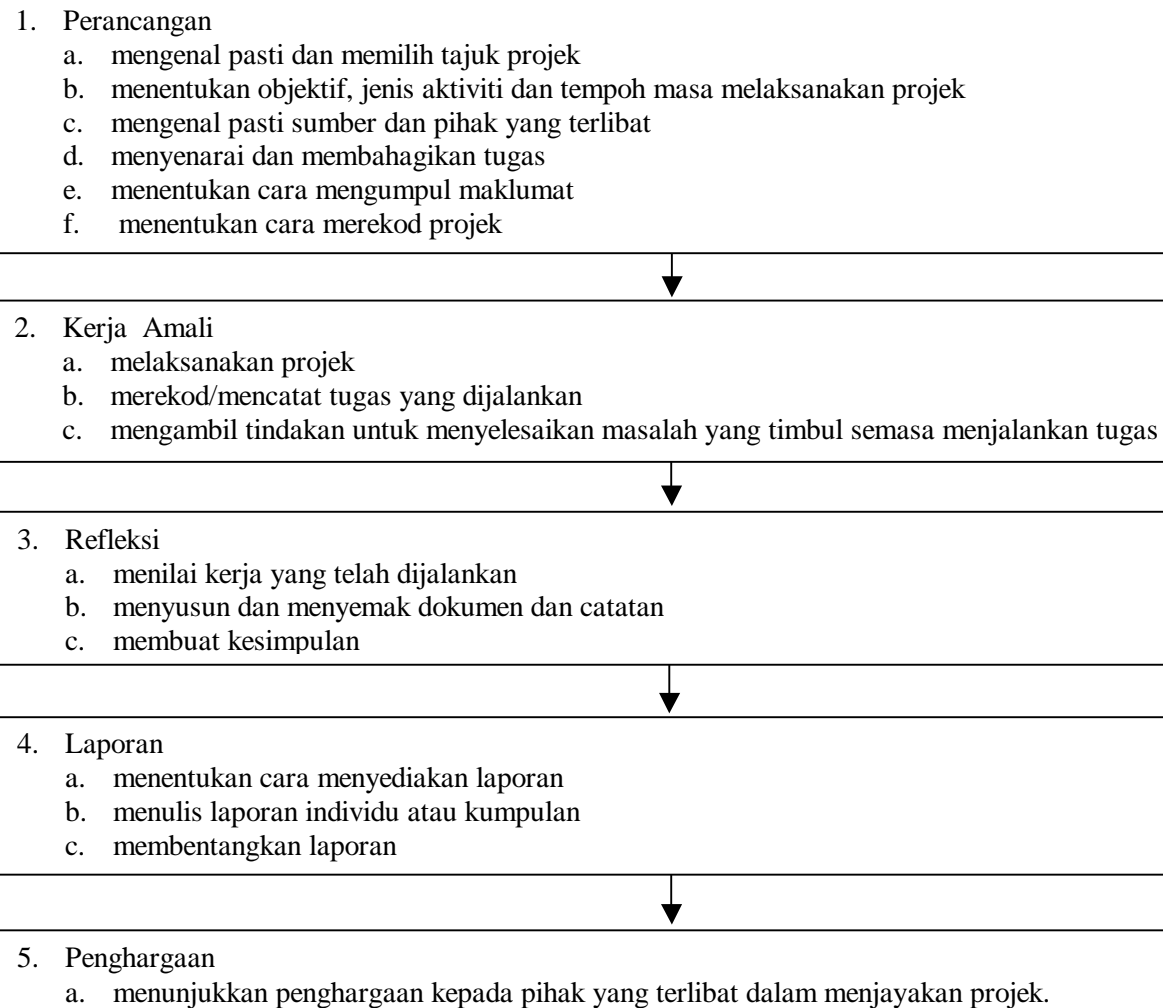 1. Perancangan
a. mengenal pasti dan memilih tajuk projek
b. menentukan objektif, jenis aktiviti dan tempoh masa melaksanakan projek
c. mengenal pasti sumber dan pihak yang terlibat
d. menyenarai dan membahagikan tugas
e. menentukan cara mengumpul maklumat
f. menentukan cara merekod projek
2. Kerja Amali
a. melaksanakan projek
b. merekod/mencatat tugas yang dijalankan
c. mengambil tindakan untuk menyelesaikan masalah yang timbul semasa menjalankan tugas
3. Refleksi
a. menilai kerja yang telah dijalankan
b. menyusun dan menyemak dokumen dan catatan
c. membuat kesimpulan
4. Laporan
a. menentukan cara menyediakan laporan
b. menulis laporan individu atau kumpulan
c. membentangkan laporan
5. Penghargaan
a. menunjukkan penghargaan kepada pihak yang terlibat dalam menjayakan projek.